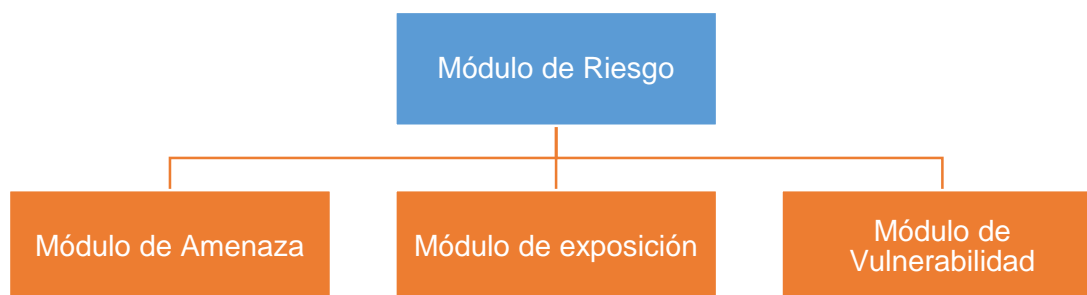 Módulo de Riesgo
Módulo de Amenaza
Módulo de exposición
Módulo de
Vulnerabilidad